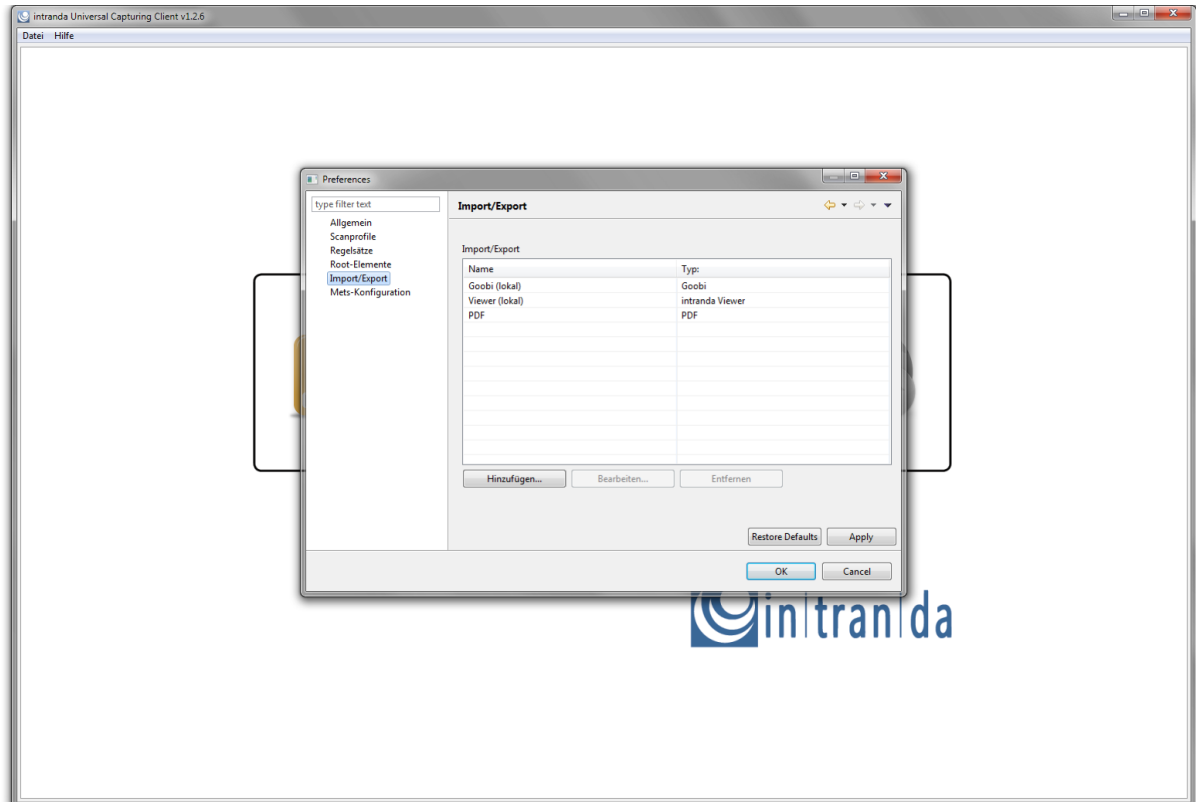 intranda Universal Capturing Client v1.2.6
Datei Hilfe
Preferences
type filter text
Allgemein
Scanprofile
Regelsätze
Root-Elemente
Import/Export
Mets-Konfiguration
Import/Export
Import/Export
Name Typ:
Goobi (lokal) Goobi
Viewer (lokal) intranda Viewer
PDF PDF
Hinzufügen... Bearbeiten... Entfernen
Restore Defaults Apply
OK Cancel
in|tran|da